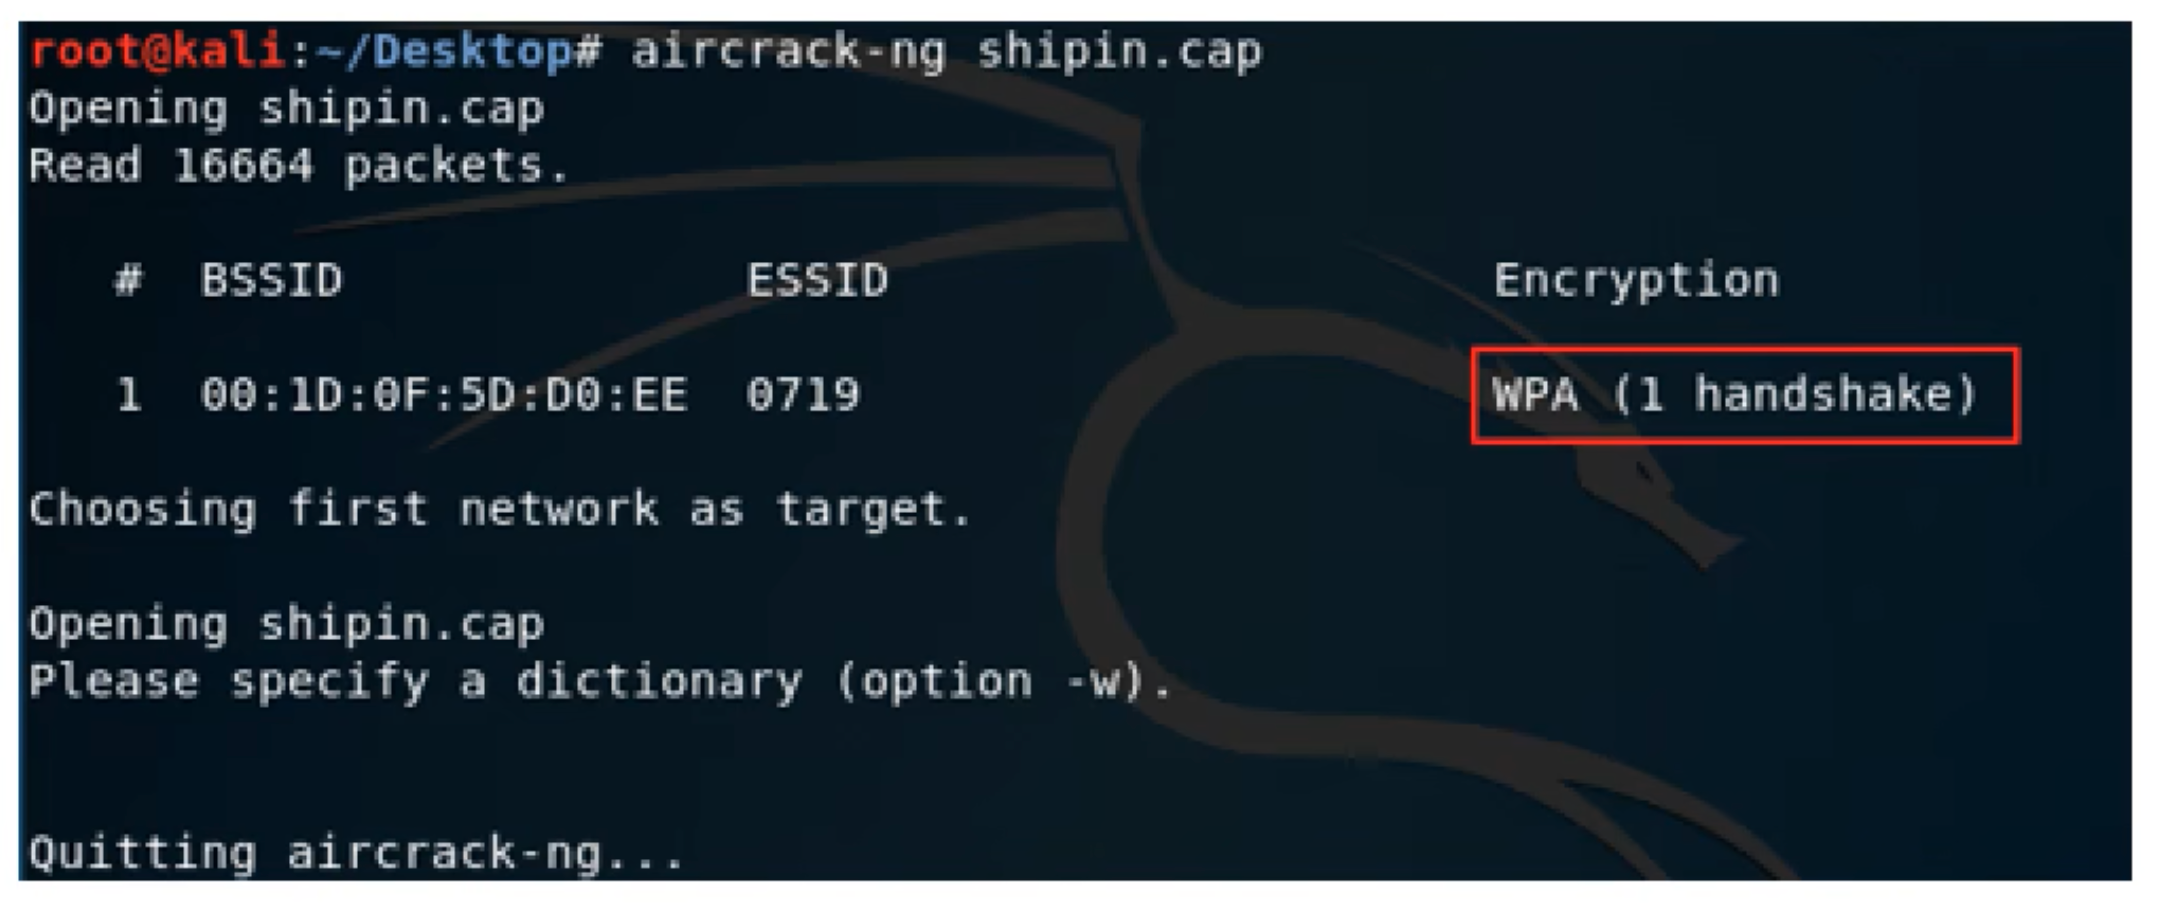 root@kali:~/Desktop# aircrack-ng shipin.cap
Opening shipin.cap
Read 16664 packets.
# BSSID ESSID Encryption
1 00:1D:0F:5D:D0:EE 0719 WPA (1 handshake)
Choosing first network as target.
Opening shipin.cap
Please specify a dictionary (option -w).
Quitting aircrack-ng...